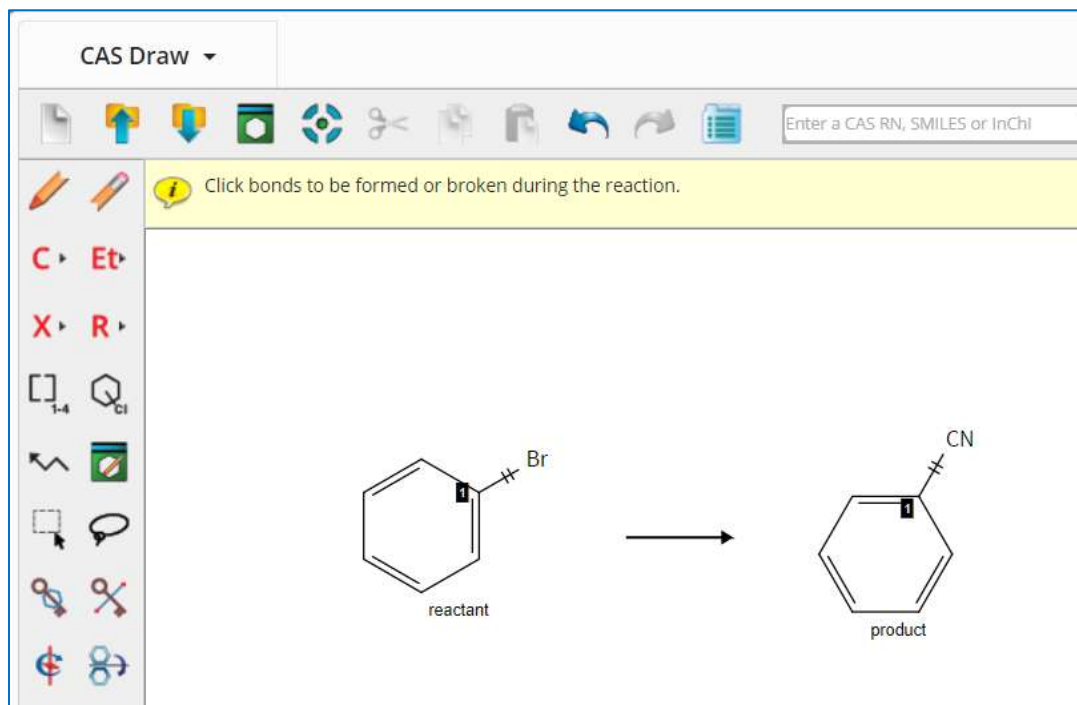 CAS Draw
Enter a CAS RN, SMILES or InChI
Click bonds to be formed or broken during the reaction.
C Et
X R
1-4 Cl
Br
CN
1
1
reactant
product